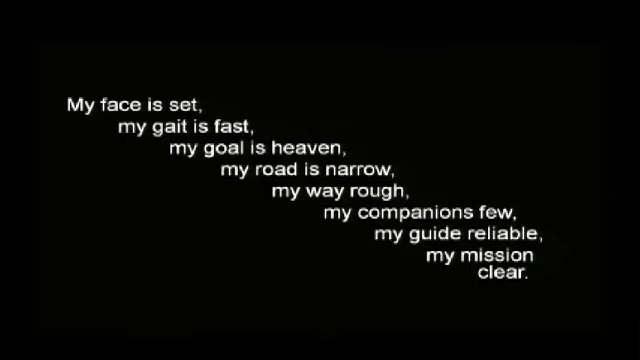 My face is set,
my gait is fast,
my goal is heaven,
my road is narrow,
my way rough,
my companions few,
my guide reliable,
my mission
clear.